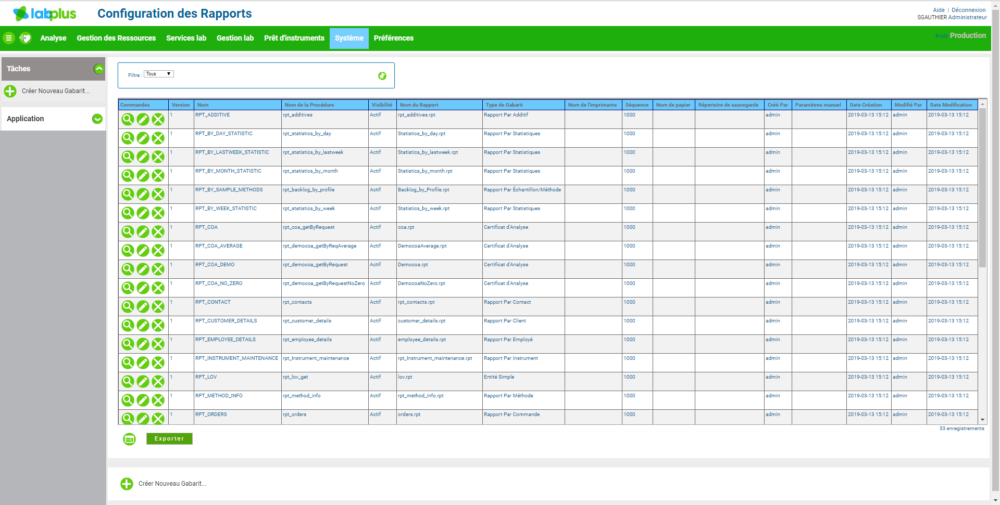 labplus
Configuration des Rapports
Aide | Déconnexion
SGAUTHIER Administrateur
Analyse Gestion des Ressources Services lab Gestion lab Prêt d'instruments Système Préférences
Profil: Production
Tâches
Créer Nouveau Gabarit...
Application
Filtre : Tous
Commandes Version Nom Nom de la Procédure Visibilité Nom du Rapport Type de Gabarit Nom de l'imprimante Séquence Nom de papier Répertoire de sauvegarde Créé Par Paramètres manuel Date Création Modifié Par Date Modification
1 RPT_ADDITIVE rpt_additives Actif rpt_additives.rpt Rapport Par Additif 1000 admin 2019-03-13 15:12 admin 2019-03-13 15:12
1 RPT_BY_DAY_STATISTIC rpt_statistics_by_day Actif Statistics_by_day.rpt Rapport Par Statistiques 1000 admin 2019-03-13 15:12 admin 2019-03-13 15:12
1 RPT_BY_LASTWEEK_STATISTIC rpt_statistics_by_lastweek Actif Statistics_by_lastweek.rpt Rapport Par Statistiques 1000 admin 2019-03-13 15:12 admin 2019-03-13 15:12
1 RPT_BY_MONTH_STATISTIC rpt_statistics_by_month Actif Statistics_by_month.rpt Rapport Par Statistiques 1000 admin 2019-03-13 15:12 admin 2019-03-13 15:12
1 RPT_BY_SAMPLE_METHODS rpt_backlog_by_profile Actif Backlog_by_Profile.rpt Rapport Par Échantillon/Méthode 1000 admin 2019-03-13 15:12 admin 2019-03-13 15:12
1 RPT_BY_WEEK_STATISTIC rpt_statistics_by_week Actif Statistics_by_week.rpt Rapport Par Statistiques 1000 admin 2019-03-13 15:12 admin 2019-03-13 15:12
1 RPT_COA rpt_coa_getByRequest Actif coa.rpt Certificat d'Analyse 1000 admin 2019-03-13 15:12 admin 2019-03-13 15:12
1 RPT_COA_AVERAGE rpt_democoa_getByReqAverage Actif DemocoaAverage.rpt Certificat d'Analyse 1000 admin 2019-03-13 15:12 admin 2019-03-13 15:12
1 RPT_COA_DEMO rpt_democoa_getByRequest Actif Democoa.rpt Certificat d'Analyse 1000 admin 2019-03-13 15:12 admin 2019-03-13 15:12
1 RPT_COA_NO_ZERO rpt_democoa_getByRequestNoZero Actif DemocoaNoZero.rpt Certificat d'Analyse 1000 admin 2019-03-13 15:12 admin 2019-03-13 15:12
1 RPT_CONTACT rpt_contacts Actif rpt_contacts.rpt Rapport Par Contact 1000 admin 2019-03-13 15:12 admin 2019-03-13 15:12
1 RPT_CUSTOMER_DETAILS rpt_customer_details Actif customer_details.rpt Rapport Par Client 1000 admin 2019-03-13 15:12 admin 2019-03-13 15:12
1 RPT_EMPLOYEE_DETAILS rpt_employee_details Actif employee_details.rpt Rapport Par Employé 1000 admin 2019-03-13 15:12 admin 2019-03-13 15:12
1 RPT_INSTRUMENT_MAINTENANCE rpt_Instrument_maintenance Actif rpt_Instrument_maintenance.rpt Rapport Par Instrument 1000 admin 2019-03-13 15:12 admin 2019-03-13 15:12
1 RPT_LOV rpt_lov_get Actif lov.rpt Entité Simple 1000 admin 2019-03-13 15:12 admin 2019-03-13 15:12
1 RPT_METHOD_INFO rpt_method_info Actif rpt_method_info.rpt Rapport Par Méthode 1000 admin 2019-03-13 15:12 admin 2019-03-13 15:12
1 RPT_ORDERS rpt_orders Actif orders.rpt Rapport Par Commande 1000 admin 2019-03-13 15:12 admin 2019-03-13 15:12
33 enregistrements
Exporter
Créer Nouveau Gabarit...